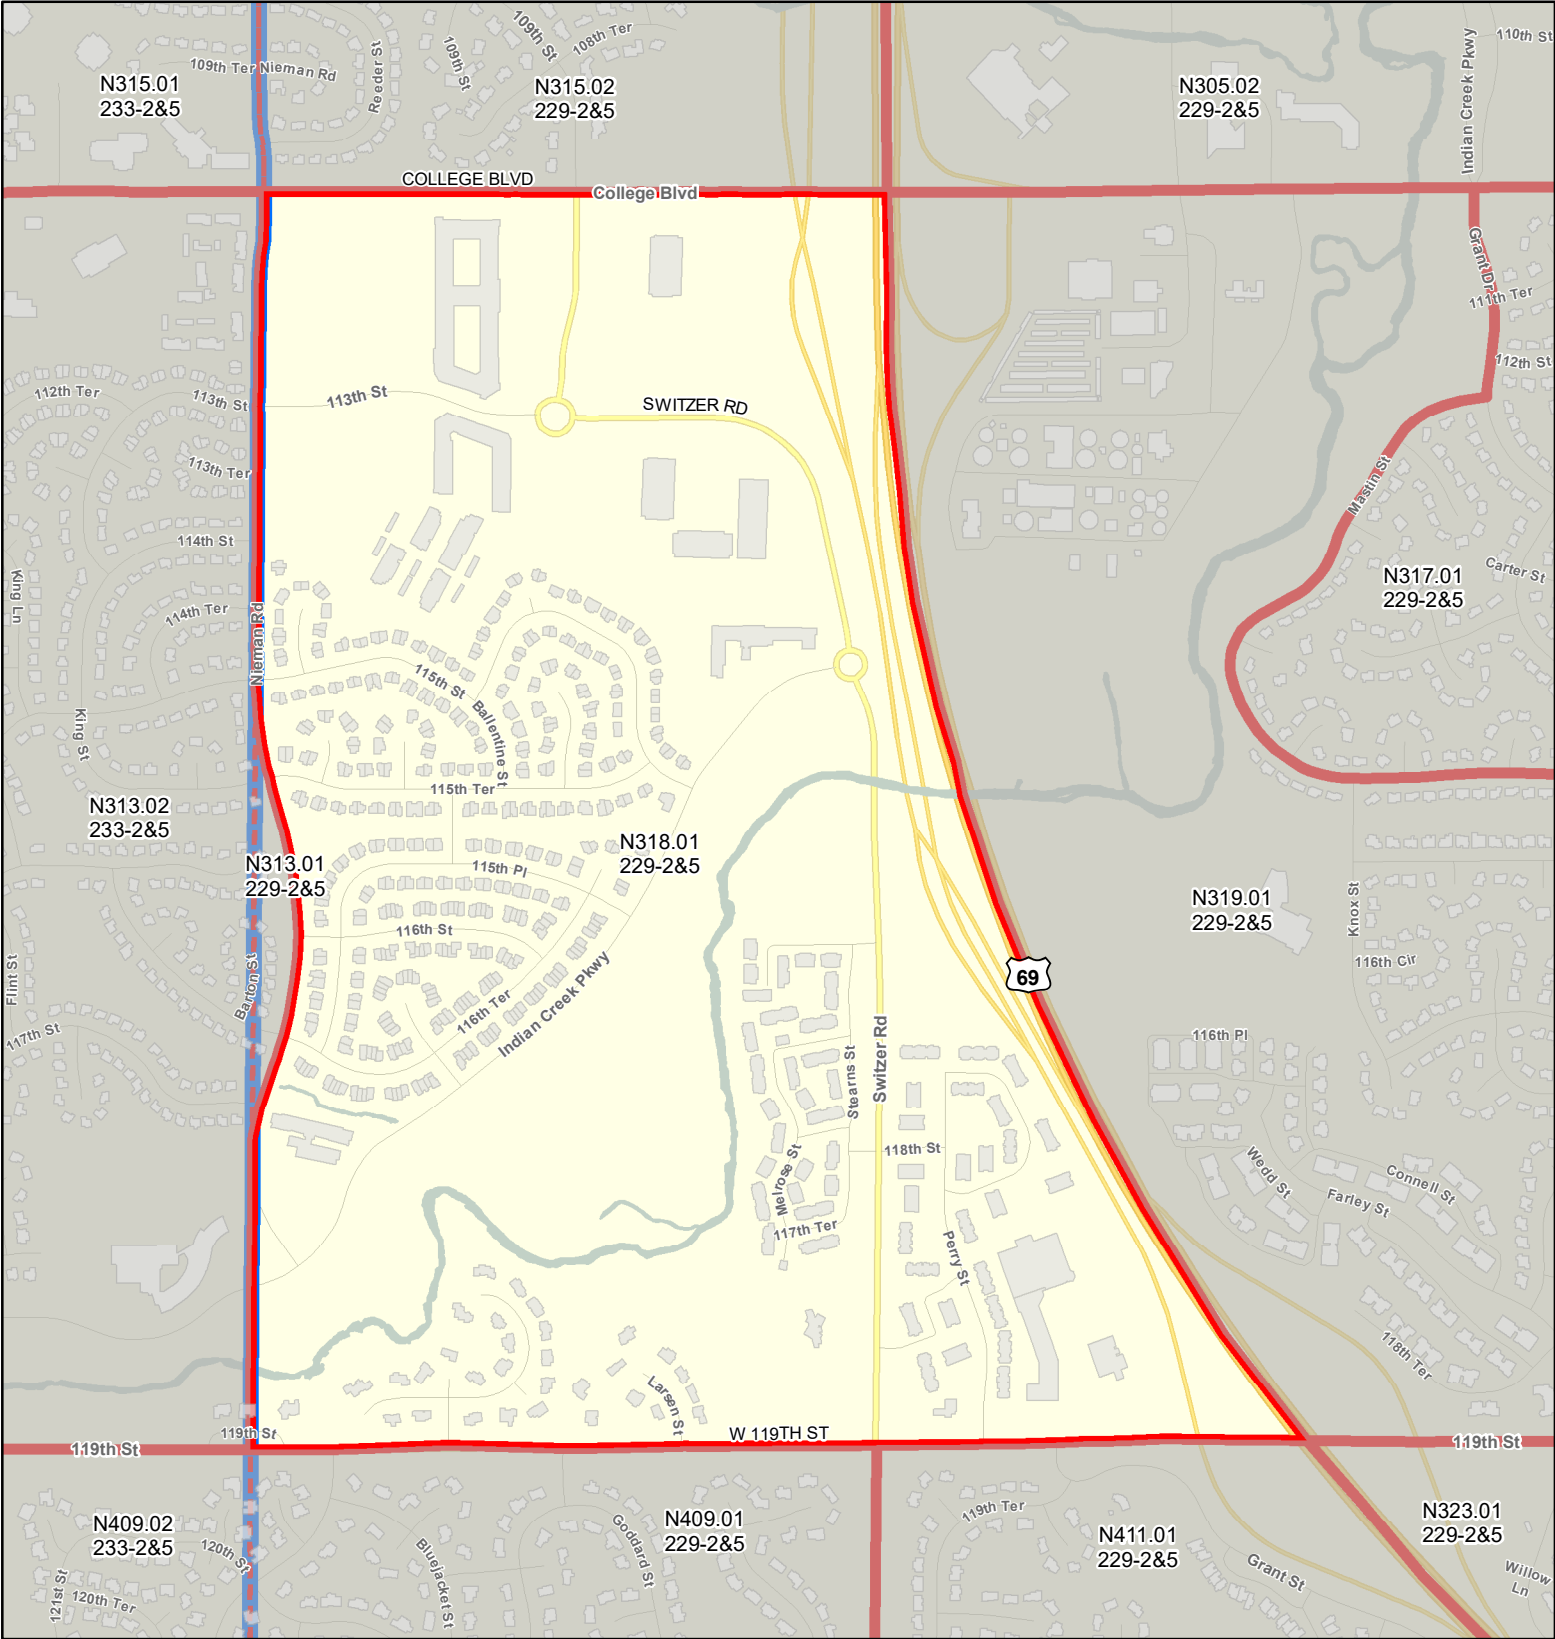 109th St
108th Ter
110th St
109th St
Reeder St
Indian Creek Pkwy
109th Ter
Nieman Rd
N315.01
233-2&5
N315.02
229-2&5
N305.02
229-2&5
COLLEGE BLVD
College Blvd
Grant Dr
111th Ter
112th St
112th Ter
113th St
113th St
SWITZER RD
113th Ter
Mastin St
114th St
N317.01
229-2&5
Carter St
King Ln
114th Ter
Nieman Rd
115th St
Ballentine St
King St
115th Ter
N313.02
233-2&5
N318.01
229-2&5
N313.01
229-2&5
115th Pl
N319.01
229-2&5
Knox St
116th St
116th Cir
Flint St
Barton St
69
116th Ter
Indian Creek Pkwy
117th St
Stearns St
Switzer Rd
116th Pl
118th St
Melrose St
Wedd St
Connell St
Farley St
117th Ter
Perry St
118th Ter
Larsen St
119th St
W 119TH ST
119th St
119th St
N409.02
233-2&5
N409.01
229-2&5
119th Ter
N411.01
229-2&5
N323.01
229-2&5
120th St
Bluejacket St
Goddard St
Grant St
Willow
Ln
121st St
120th Ter